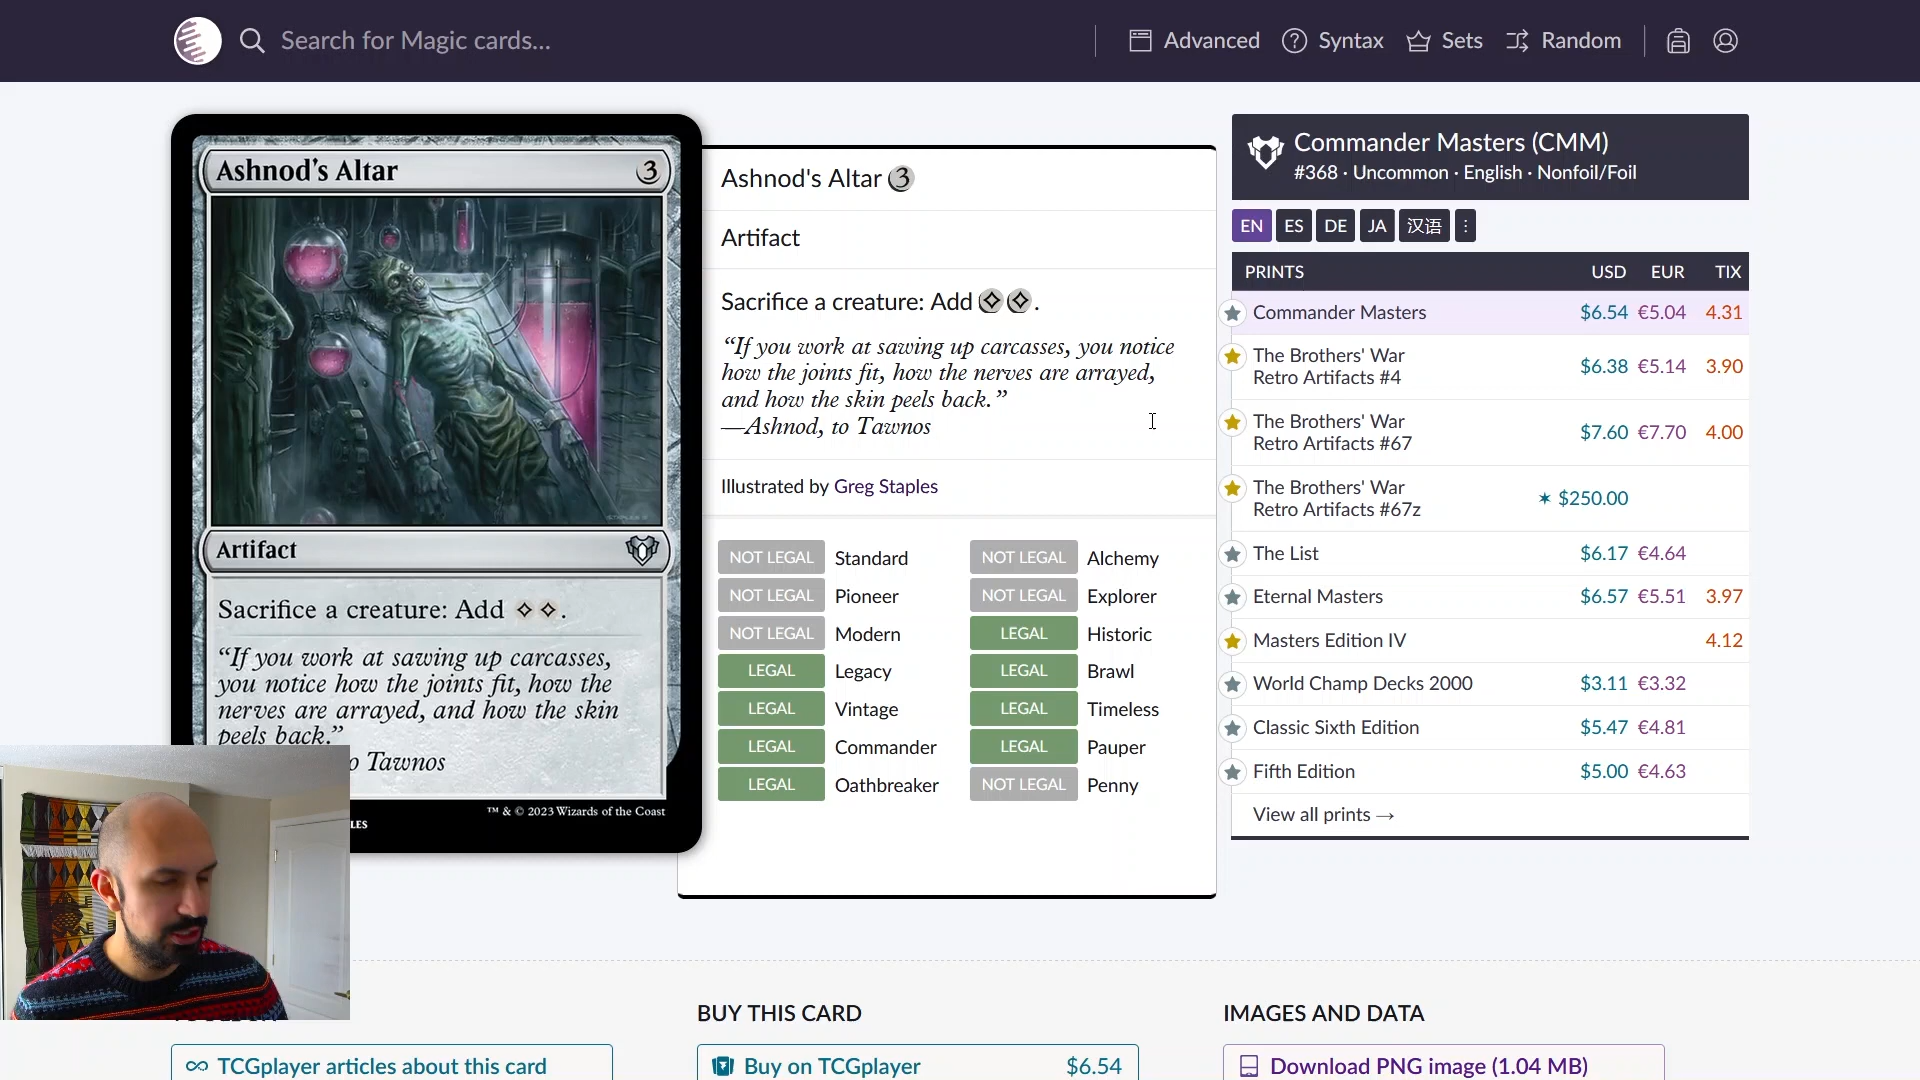 Search for Magic cards...
Advanced
Syntax
Sets
Random
Ashnod's Altar 3
Artifact
Sacrifice a creature: Add
“If you work at sawing up carcasses,
you notice how the joints fit, how the
nerves are arrayed, and how the skin
peels back.”
o Tawnos
LES
™ & © 2023 Wizards of the Coast
Ashnod's Altar 3
Artifact
Sacrifice a creature: Add .
“If you work at sawing up carcasses, you notice
how the joints fit, how the nerves are arrayed,
and how the skin peels back.”
—Ashnod, to Tawnos
Illustrated by Greg Staples
NOT LEGAL Standard NOT LEGAL Alchemy
NOT LEGAL Pioneer NOT LEGAL Explorer
NOT LEGAL Modern LEGAL Historic
LEGAL Legacy LEGAL Brawl
LEGAL Vintage LEGAL Timeless
LEGAL Commander LEGAL Pauper
LEGAL Oathbreaker NOT LEGAL Penny
Commander Masters (CMM)
#368 · Uncommon · English · Nonfoil/Foil
EN ES DE JA 汉语 ⋮
PRINTS USD EUR TIX
Commander Masters $6.54 €5.04 4.31
The Brothers' War
Retro Artifacts #4 $6.38 €5.14 3.90
The Brothers' War
Retro Artifacts #67 $7.60 €7.70 4.00
The Brothers' War
Retro Artifacts #67z ✶ $250.00
The List $6.17 €4.64
Eternal Masters $6.57 €5.51 3.97
Masters Edition IV 4.12
World Champ Decks 2000 $3.11 €3.32
Classic Sixth Edition $5.47 €4.81
Fifth Edition $5.00 €4.63
View all prints →
BUY THIS CARD
IMAGES AND DATA
TCGplayer articles about this card
Buy on TCGplayer $6.54
Download PNG image (1.04 MB)